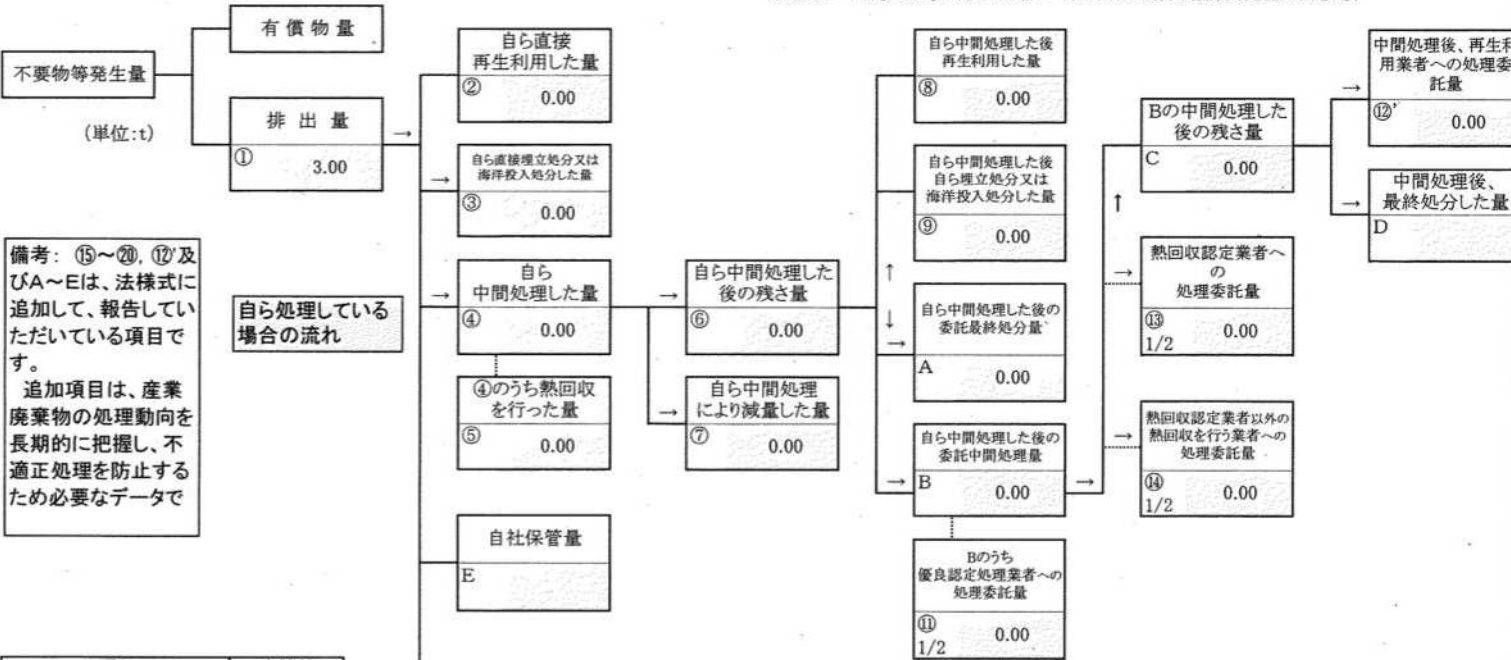 有償物量
不要物等発生量
(単位:t)
排出量
①
3.00
→
自ら直接
再生利用した量
②
0.00
→
自ら直接埋立処分又は
海洋投入処分した量
③
0.00
→
自ら
中間処理した量
④
0.00
④のうち熱回収
を行った量
⑤
0.00
自社保管量
E
→
自ら中間処理した
後の残さ量
⑥
0.00
→
自ら中間処理
により減量した量
⑦
0.00
自ら中間処理した後
再生利用した量
⑧
0.00
自ら中間処理した後
自ら埋立処分又は
海洋投入処分した量
⑨
0.00
↑
↓
→
自ら中間処理した後の
委託最終処分量
A
0.00
→
自ら中間処理した後の
委託中間処理量
B
0.00
→
Bのうち
優良認定処理業者への
処理委託量
⑪
1/2
0.00
↑
Bの中間処理した
後の残さ量
C
0.00
→
熱回収認定業者へ
の
処理委託量
⑬
1/2
0.00
→
熱回収認定業者以外の
熱回収を行う業者への
処理委託量
⑭
1/2
0.00
→
中間処理後、再生利
用業者への処理委
託量
⑫'
0.00
→
中間処理後、
最終処分した量
D
備考: ⑮~⑳, ⑫'及
びA~Eは、法様式に
追加して、報告してい
ただいている項目で
す。
追加項目は、産業
廃棄物の処理動向を
長期的に把握し、不
適正処理を防止する
ため必要なデータで
自ら処理している
場合の流れ